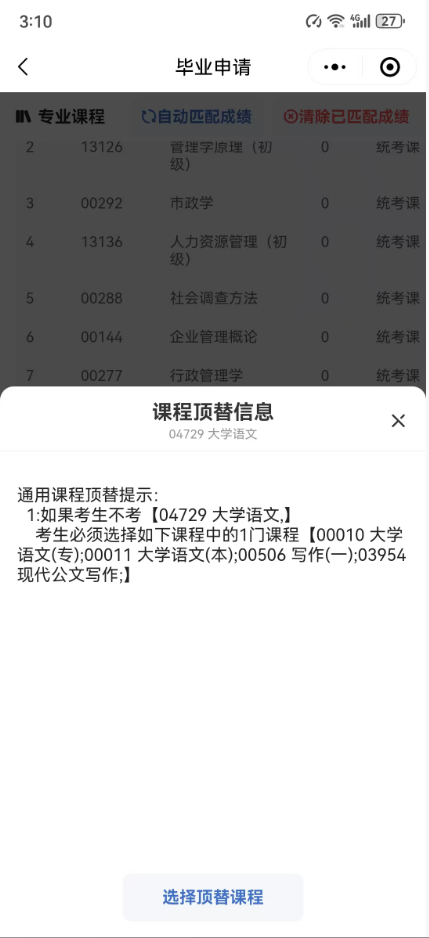 3:10
4G
27
毕业申请
专业课程
自动匹配成绩
清除已匹配成绩
2 13126 管理学原理（初级） 0 统考课
3 00292 市政学 0 统考课
4 13136 人力资源管理（初级） 0 统考课
5 00288 社会调查方法 0 统考课
6 00144 企业管理概论 0 统考课
7 00277 行政管理学 0 统考课
课程顶替信息
04729 大学语文
通用课程顶替提示：
1:如果考生不考【04729 大学语文,】
考生必须选择如下课程中的1门课程【00010 大学
语文(专);00011 大学语文(本);00506 写作(一);03954
现代公文写作;】
选择顶替课程